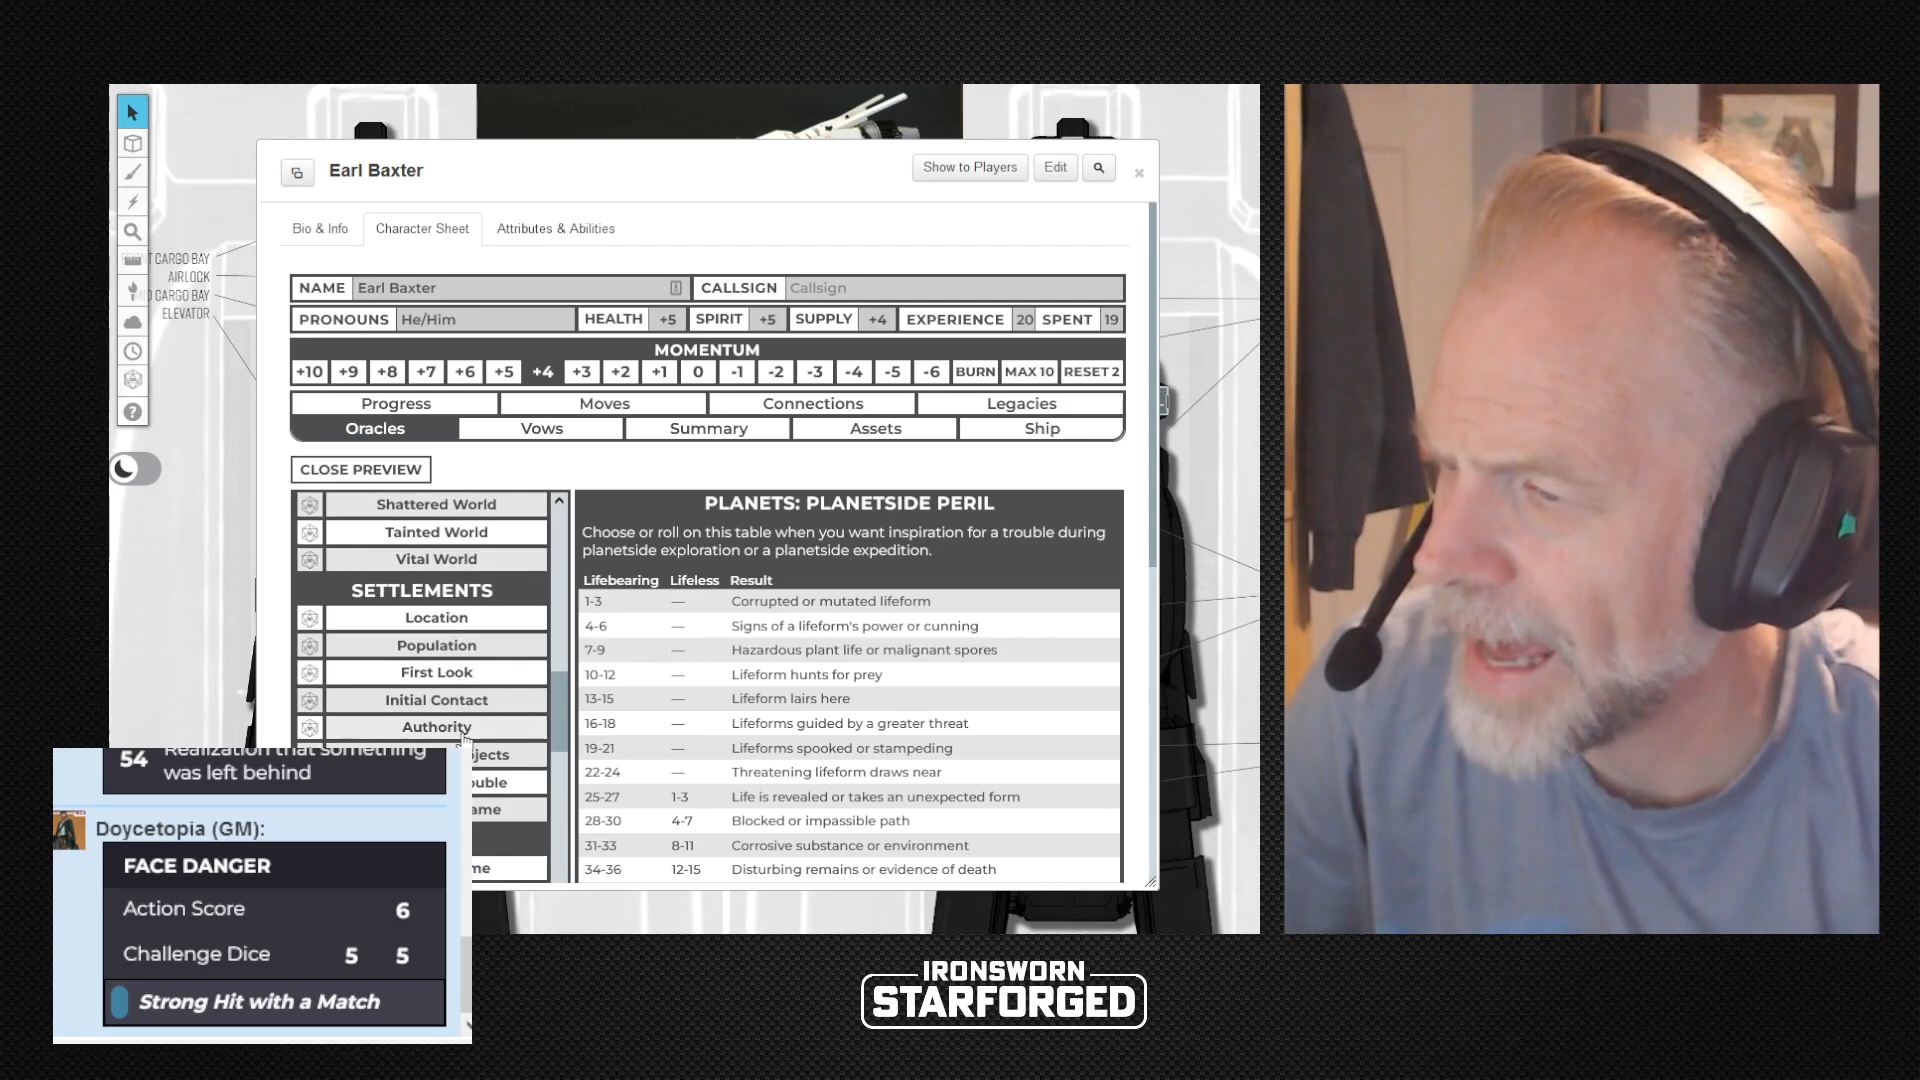 Earl Baxter
Show to Players
Edit
Bio & Info
Character Sheet
Attributes & Abilities
CARGO BAY
AIRLOCK
CARGO BAY
ELEVATOR
NAME Earl Baxter
CALLSIGN Callsign
PRONOUNS He/Him
HEALTH +5
SPIRIT +5
SUPPLY +4
EXPERIENCE 20
SPENT 19
MOMENTUM
+10 +9 +8 +7 +6 +5 +4 +3 +2 +1 0 -1 -2 -3 -4 -5 -6 BURN MAX 10 RESET 2
Progress Moves Connections Legacies
Oracles Vows Summary Assets Ship
CLOSE PREVIEW
Shattered World
Tainted World
Vital World
SETTLEMENTS
Location
Population
First Look
Initial Contact
Authority
jects
ouble
ame
me
PLANETS: PLANETSIDE PERIL
Choose or roll on this table when you want inspiration for a trouble during
planetside exploration or a planetside expedition.
Lifebearing Lifeless Result
1-3 — Corrupted or mutated lifeform
4-6 — Signs of a lifeform's power or cunning
7-9 — Hazardous plant life or malignant spores
10-12 — Lifeform hunts for prey
13-15 — Lifeform lairs here
16-18 — Lifeforms guided by a greater threat
19-21 — Lifeforms spooked or stampeding
22-24 — Threatening lifeform draws near
25-27 1-3 Life is revealed or takes an unexpected form
28-30 4-7 Blocked or impassible path
31-33 8-11 Corrosive substance or environment
34-36 12-15 Disturbing remains or evidence of death
54 Realization that something
was left behind
Doycetopia (GM):
FACE DANGER
Action Score 6
Challenge Dice 5 5
Strong Hit with a Match
IRONSWORN
STARFORGED